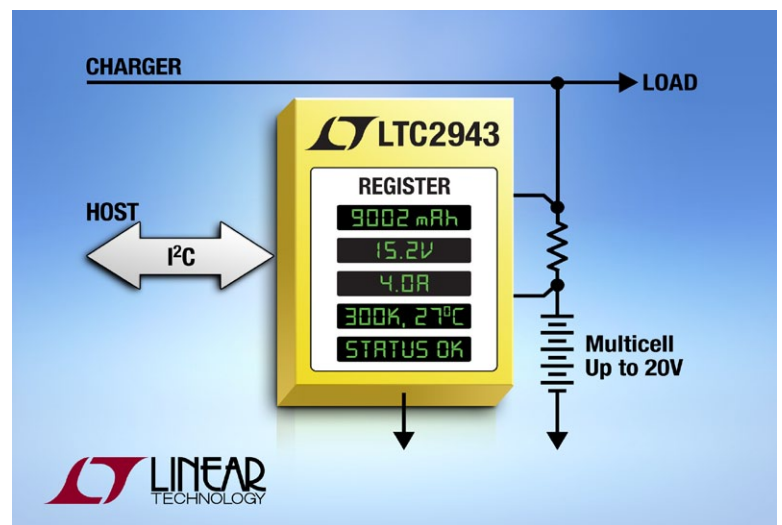 CHARGER
LOAD
LTC2943
REGISTER
9002 mAh
HOST
15.2V
I²C
4.0A
300K, 27°C
STATUS OK
Multicell
Up to 20V
LINEAR
TECHNOLOGY